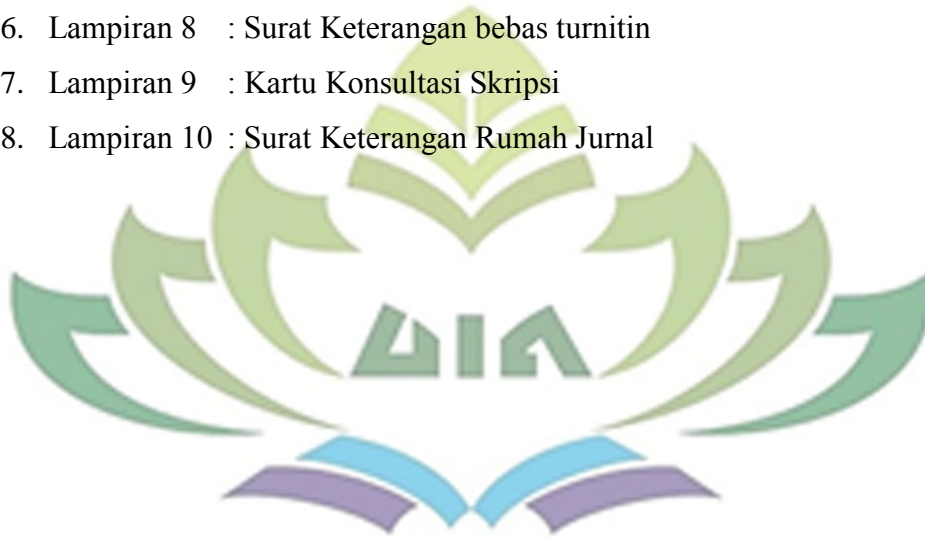 6. Lampiran 8 : Surat Keterangan bebas turnitin
7. Lampiran 9 : Kartu Konsultasi Skripsi
8. Lampiran 10 : Surat Keterangan Rumah Jurnal
UIN